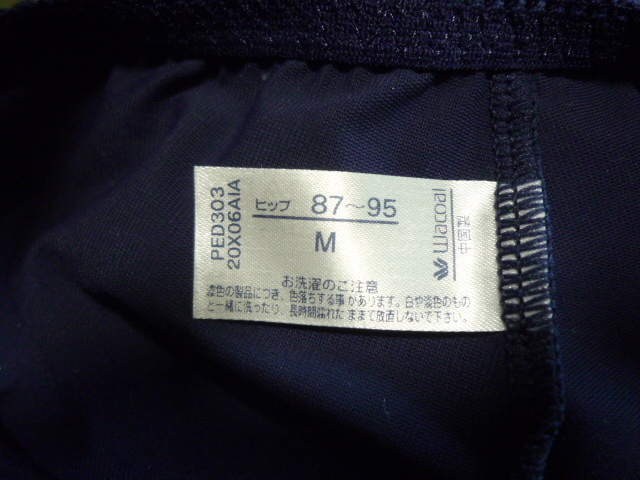 PED303
20X06AIA
ヒップ 87～95
M
Wacoal
中国製
お洗濯のご注意
濃色の製品につき、色落ちする事があります。白や淡色のもの
と一緒に洗ったり、長時間濡れたままで放置しないで下さい。